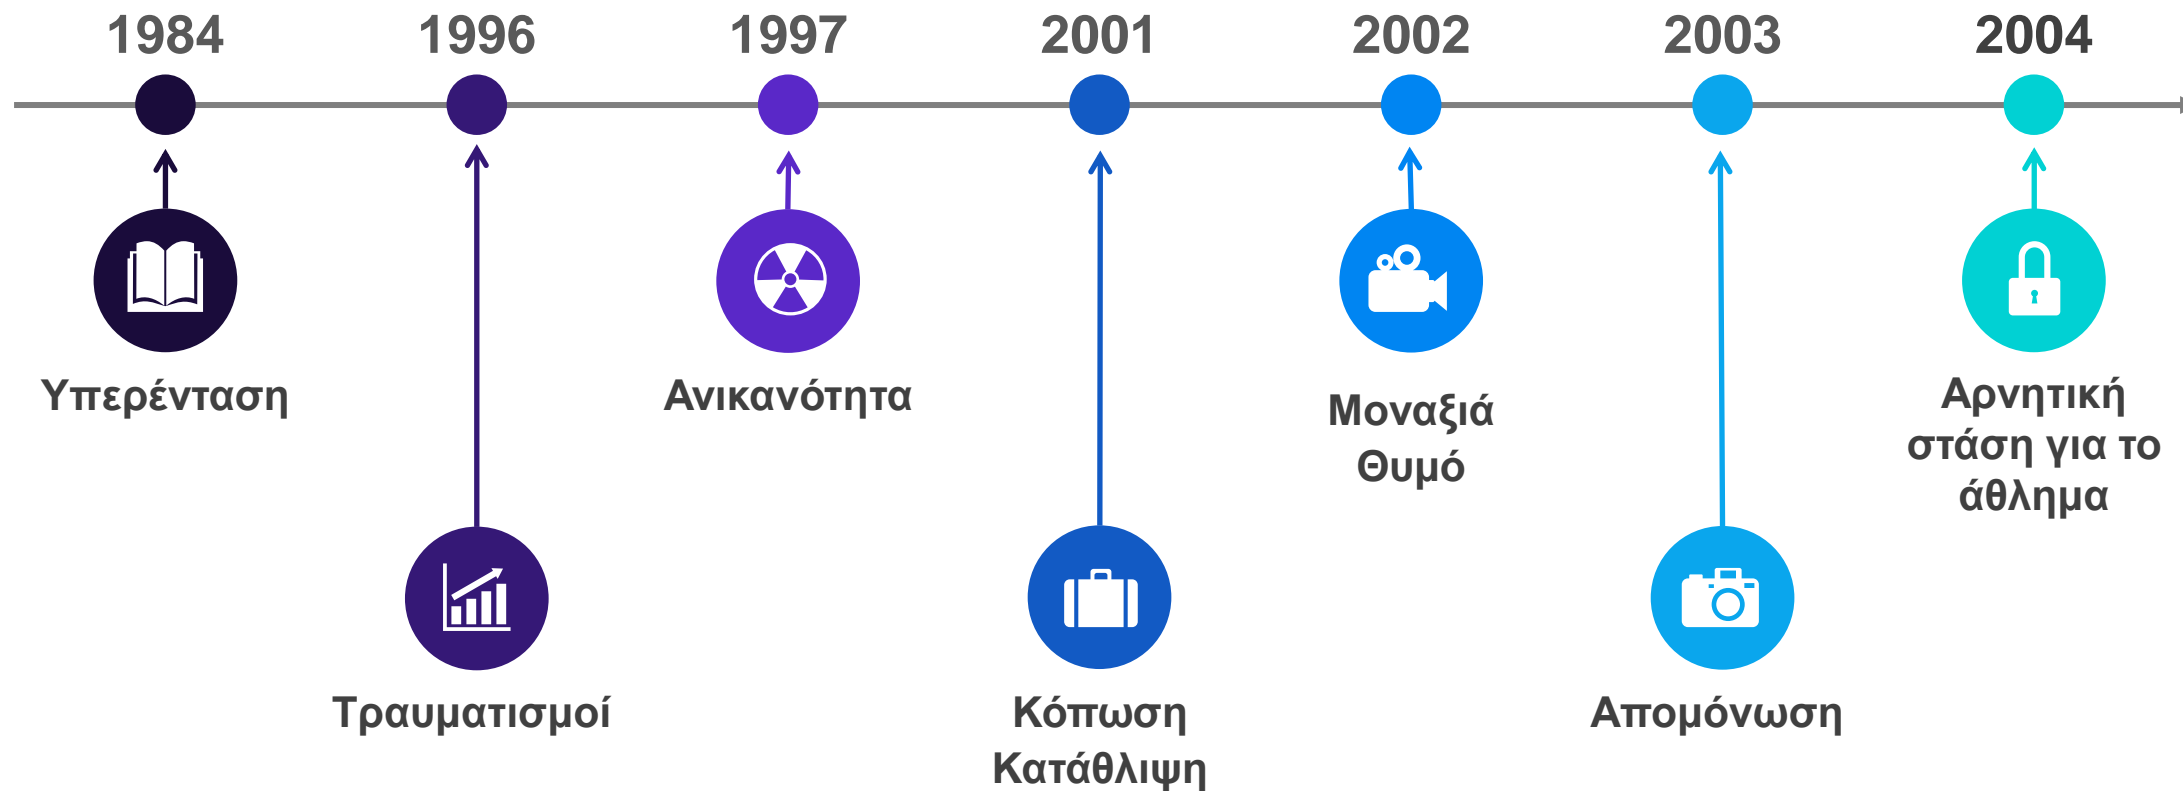 1984
1996
1997
2001
2002
2003
2004
Υπερένταση
Ανικανότητα
Μοναξιά
Θυμό
Αρνητική
στάση για το
άθλημα
Τραυματισμοί
Κόπωση
Κατάθλιψη
Απομόνωση